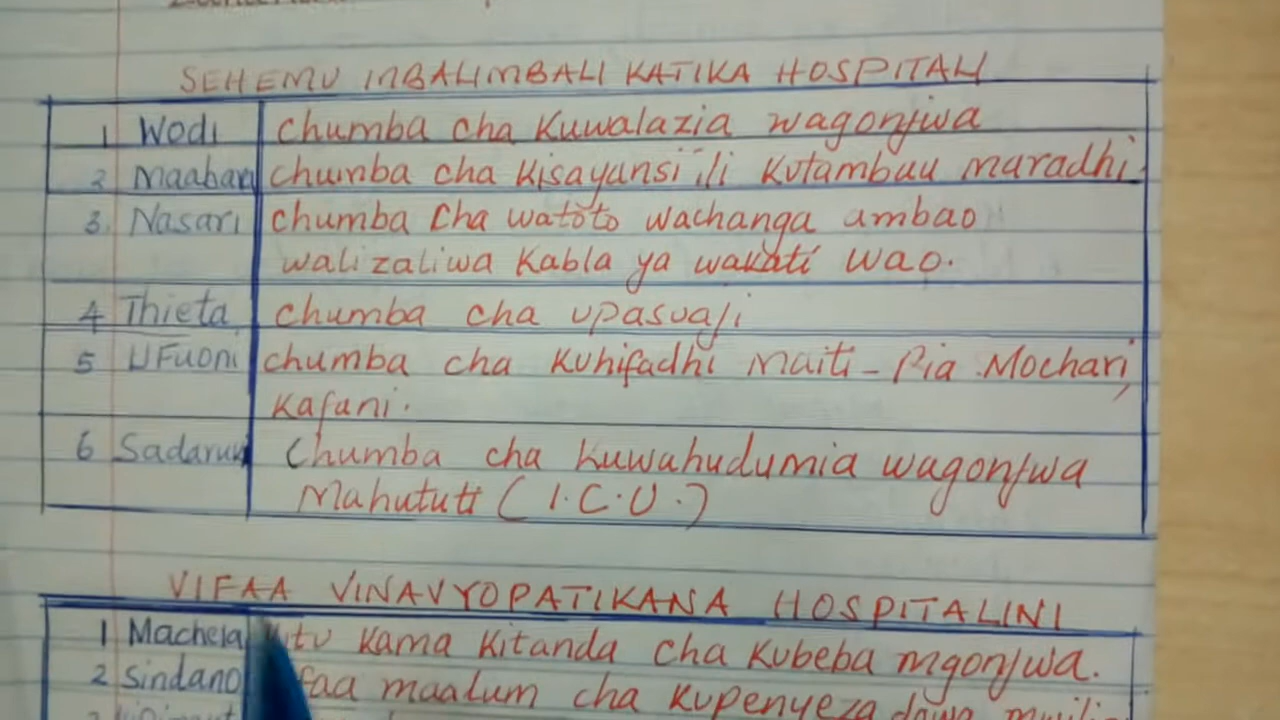 SEHEMU MBALIMBALI KATIKA HOSPITALI
1 Wodi Chumba cha Kuwalazia wagonjwa
2 Maabara Chumba cha Kisayansi ili Kutambua maradhi.
3. Nasari Chumba Cha watoto wachanga ambao
walizaliwa Kabla ya wakati wao.
4 Thieta Chumba cha upasuaji
5 UFuoni Chumba cha Kuhifadhi Maiti - Pia Mochari,
Kafani.
6 Chumba cha Kuwahudumia wagonjwa
Mahututi (I.C.U.)
VIFAA VINAVYOPATIKANA HOSPITALINI
1 Machela Kitu Kama Kitanda cha Kubeba mgonjwa.
2 Sindano maalum cha Kupenyeza dawa